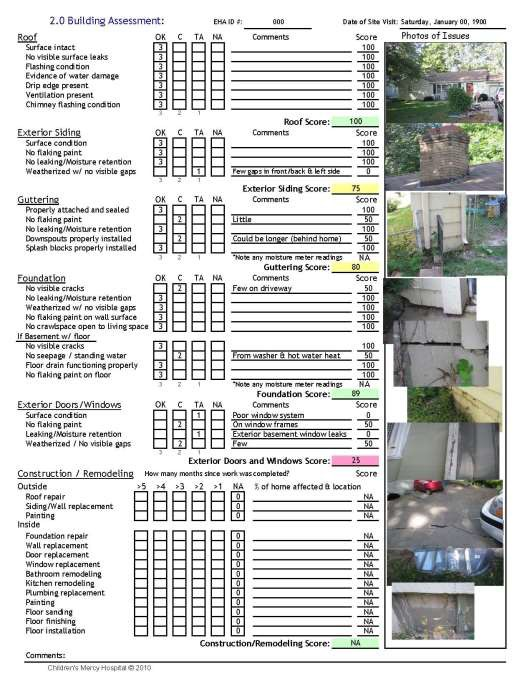 2.0 Building Assessment: EHA ID #: 000 Date of Site Visit: Saturday, January 00, 1900
Roof OK C TA NA Comments Score Photos of Issues
Surface intact 3 100
No visible surface leaks 3 100
Flashing condition 3 100
Evidence of water damage 3 100
Drip edge present 3 100
Ventilation present 3 100
Chimney flashing condition 3 100
3 2 1
Roof Score: 100
Exterior Siding OK C TA NA Comments Score
Surface condition 3 100
No flaking paint 3 100
No leaking/Moisture retention 3 100
Weatherized w/ no visible gaps 1 Few gaps in front/back & left side 0
3 2 1
Exterior Siding Score: 75
Guttering OK C TA NA Comments Score
Properly attached and sealed 3 100
No flaking paint 2 Little 50
No leaking/Moisture retention 3 100
Downspouts properly installed 2 Could be longer (behind home) 50
Splash blocks properly installed 3 100
3 2 1 *Note any moisture meter readings NA
Guttering Score: 80
Foundation OK C TA NA Comments Score
No visible cracks 2 Few on driveway 50
No leaking/Moisture retention 3 100
Weatherized w/ no visible gaps 3 100
No flaking paint on wall surface 3 100
No crawlspace open to living space 3 100
If Basement w/ floor
No visible cracks 3 100
No seepage / standing water 2 From washer & hot water heat 50
Floor drain functioning properly 3 100
No flaking paint on floor 3 100
3 2 1 *Note any moisture meter readings NA
Foundation Score: 89
Exterior Doors/Windows OK C TA NA Comments Score
Surface condition 1 Poor window system 0
No flaking paint 2 On window frames 50
Leaking/Moisture retention 1 Exterior basement window leaks 0
Weatherized / No visible gaps 2 Few 50
3 2 1
Exterior Doors and Windows Score: 25
Construction / Remodeling How many months since work was completed? Score
Outside >5 >4 >3 >2 >1 NA % of home affected & location
Roof repair 0 NA
Siding/Wall replacement 0 NA
Painting 0 NA
Inside
Foundation repair 0 NA
Wall replacement 0 NA
Door replacement 0 NA
Window replacement 0 NA
Bathroom remodeling 0 NA
Kitchen remodeling 0 NA
Plumbing replacement 0 NA
Painting 0 NA
Floor sanding 0 NA
Floor finishing 0 NA
Floor installation 0 NA
Construction/Remodeling Score: NA
Comments:
Children's Mercy Hospital © 2010